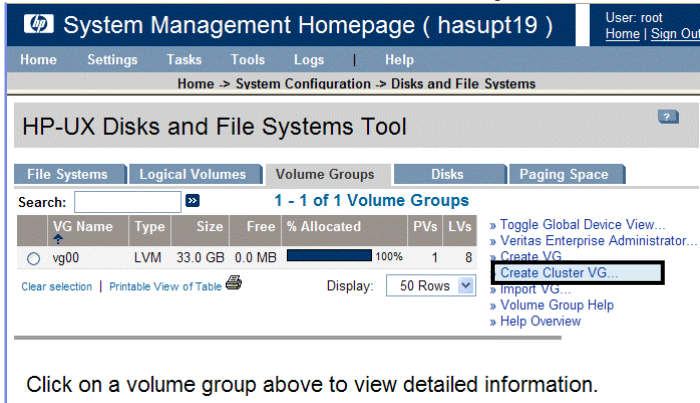 hp System Management Homepage ( hasupt19 )
User: root
Home | Sign Out
Home Settings Tasks Tools Logs | Help
Home -> System Configuration -> Disks and File Systems
HP-UX Disks and File Systems Tool
?
File Systems Logical Volumes Volume Groups Disks Paging Space
Search: 1 - 1 of 1 Volume Groups
VG Name Type Size Free % Allocated PVs LVs
vg00 LVM 33.0 GB 0.0 MB 100% 1 8
Clear selection | Printable View of Table Display: 50 Rows
» Toggle Global Device View...
» Veritas Enterprise Administrator...
» Create VG...
» Create Cluster VG...
» Import VG...
» Volume Group Help
» Help Overview
Click on a volume group above to view detailed information.